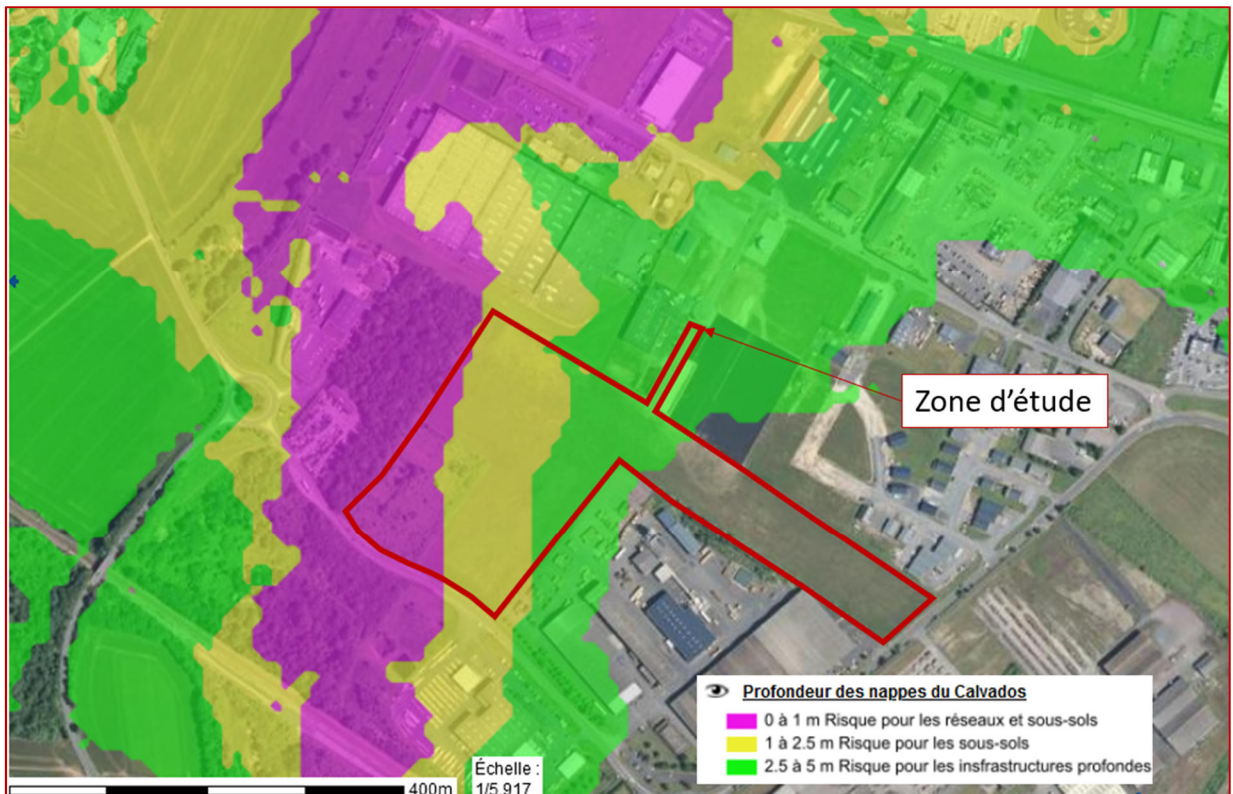 Zone d'étude
Profondeur des nappes du Calvados
0 à 1 m Risque pour les réseaux et sous-sols
1 à 2.5 m Risque pour les sous-sols
2.5 à 5 m Risque pour les insfrastructures profondes
400m
Échelle :
1/5 917